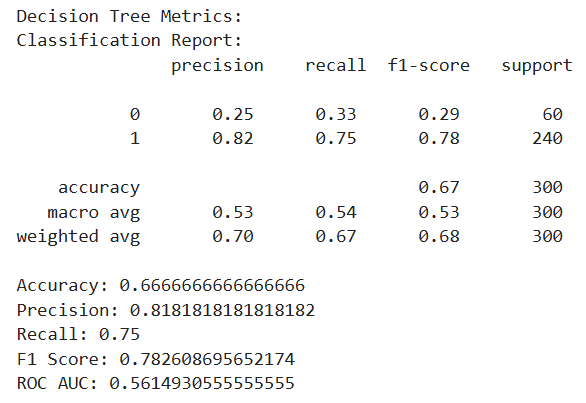 Decision Tree Metrics:
Classification Report:
precision recall f1-score support
0 0.25 0.33 0.29 60
1 0.82 0.75 0.78 240
accuracy 0.67 300
macro avg 0.53 0.54 0.53 300
weighted avg 0.70 0.67 0.68 300
Accuracy: 0.6666666666666666
Precision: 0.8181818181818182
Recall: 0.75
F1 Score: 0.782608695652174
ROC AUC: 0.5614930555555555